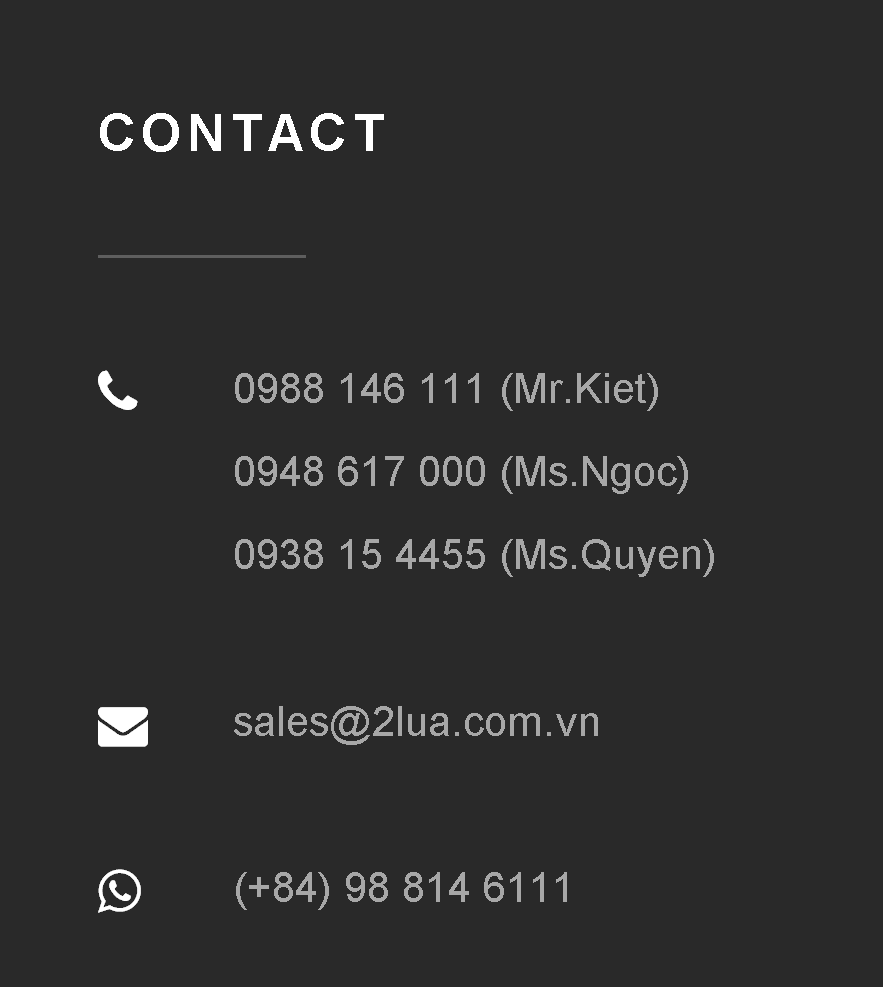 CONTACT
0988 146 111 (Mr.Kiet)
0948 617 000 (Ms.Ngoc)
0938 15 4455 (Ms.Quyen)
sales@2lua.com.vn
(+84) 98 814 6111